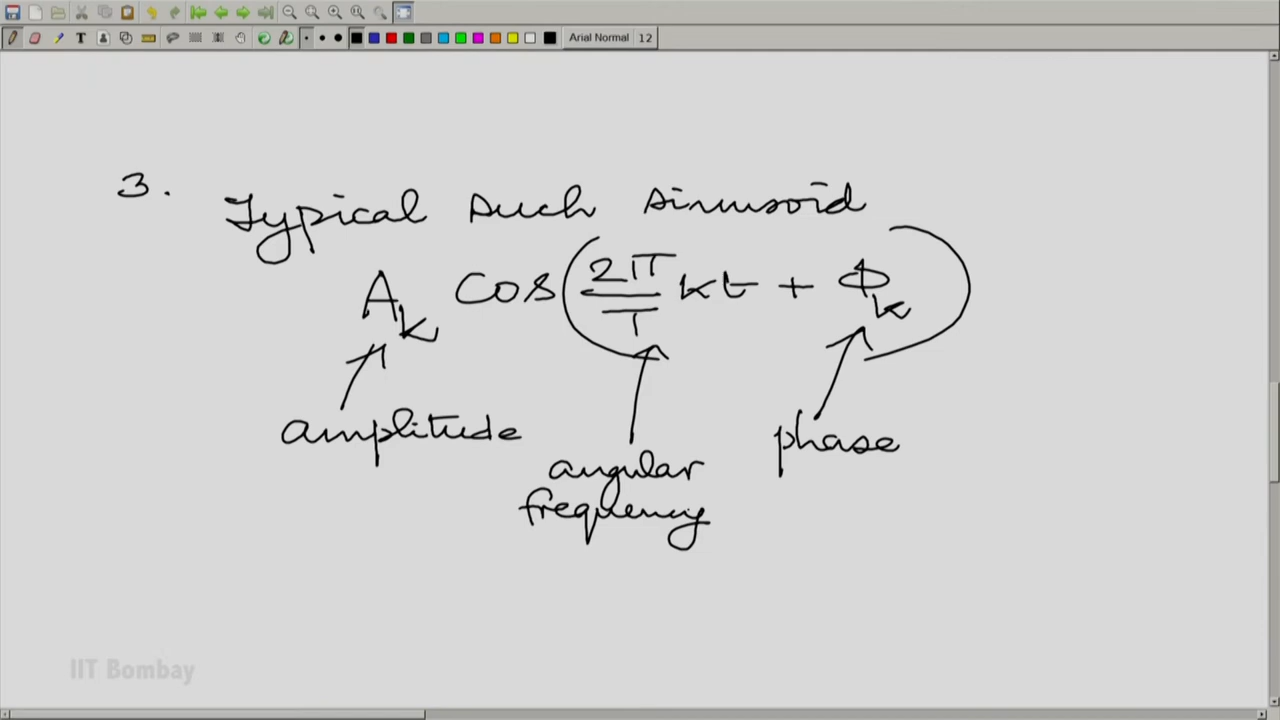 Arial Normal 12
3. Typical such sinusoid
A_k cos(2π/T kt + Φ_k)
amplitude
angular frequency
phase
IIT Bombay